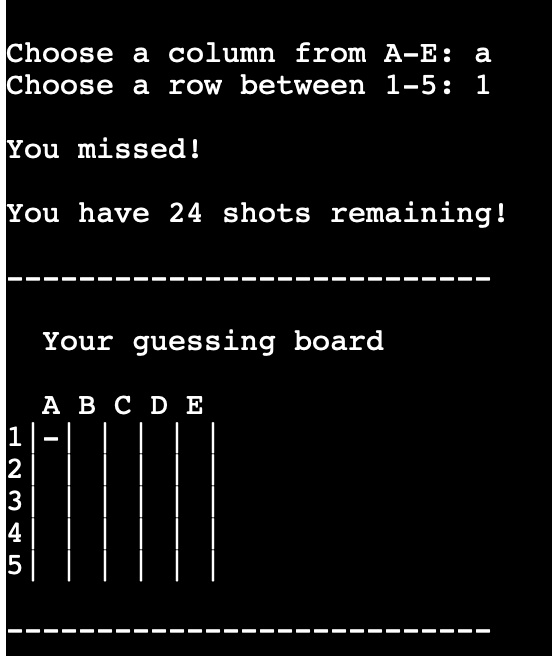 Choose a column from A-E: a
Choose a row between 1-5: 1
You missed!
You have 24 shots remaining!
---------------------------
  Your guessing board
  A B C D E
1|-| | | | |
2| | | | | |
3| | | | | |
4| | | | | |
5| | | | | |
---------------------------